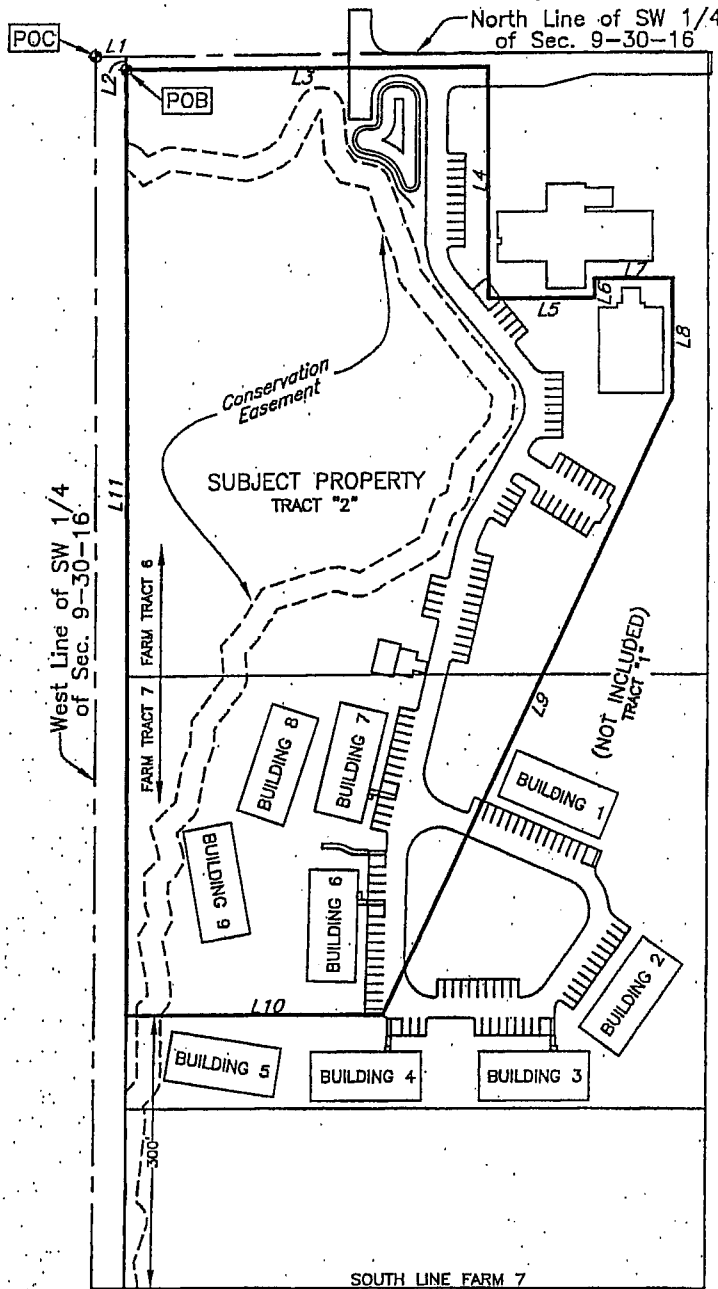 North Line of SW 1/4
of Sec. 9-30-16
POC
L1
L2
POB
L3
L4
L5
L6
L7
L8
Conservation
Easement
SUBJECT PROPERTY
TRACT "2"
L11
West Line of SW 1/4
of Sec. 9-30-16
FARM TRACT 6
FARM TRACT 7
(NOT INCLUDED)
TRACT "1"
L9
BUILDING 8
BUILDING 7
BUILDING 1
BUILDING 9
BUILDING 6
BUILDING 2
L10
BUILDING 5
BUILDING 4
BUILDING 3
300'
SOUTH LINE FARM 7